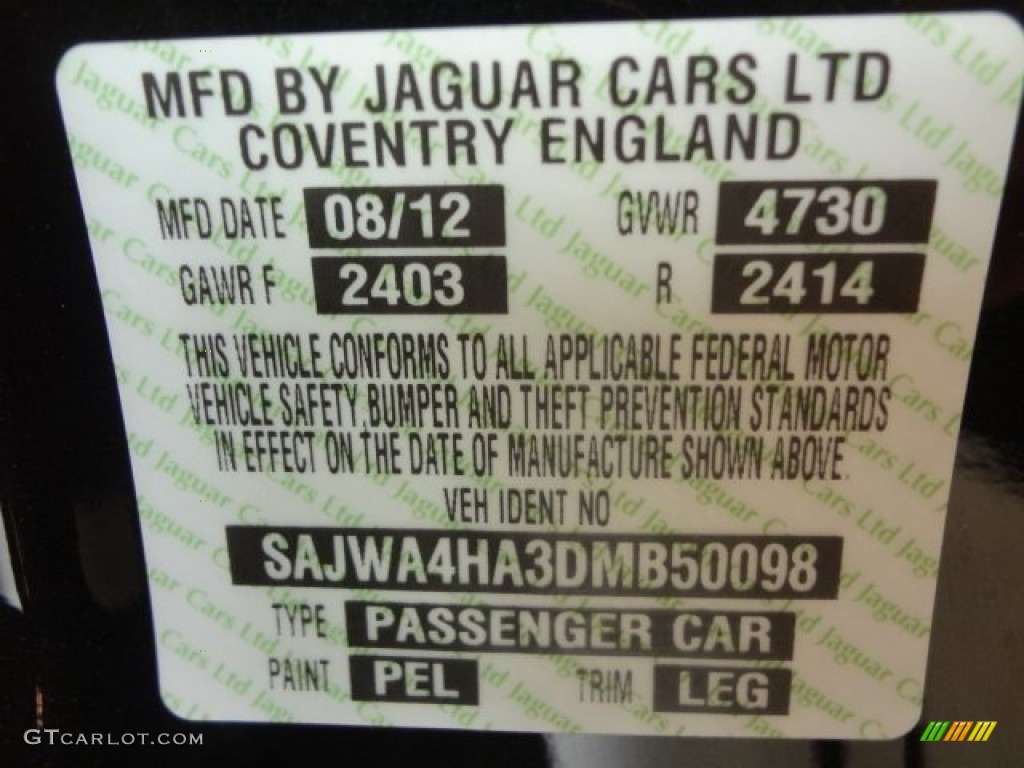 MFD BY JAGUAR CARS LTD
COVENTRY ENGLAND
MFD DATE 08/12 GVWR 4730
GAWR F 2403 R 2414
THIS VEHICLE CONFORMS TO ALL APPLICABLE FEDERAL MOTOR
VEHICLE SAFETY, BUMPER AND THEFT PREVENTION STANDARDS
IN EFFECT ON THE DATE OF MANUFACTURE SHOWN ABOVE.
VEH IDENT NO
SAJWA4HA3DMB50098
TYPE PASSENGER CAR
PAINT PEL TRIM LEG
GTCARLOT.COM